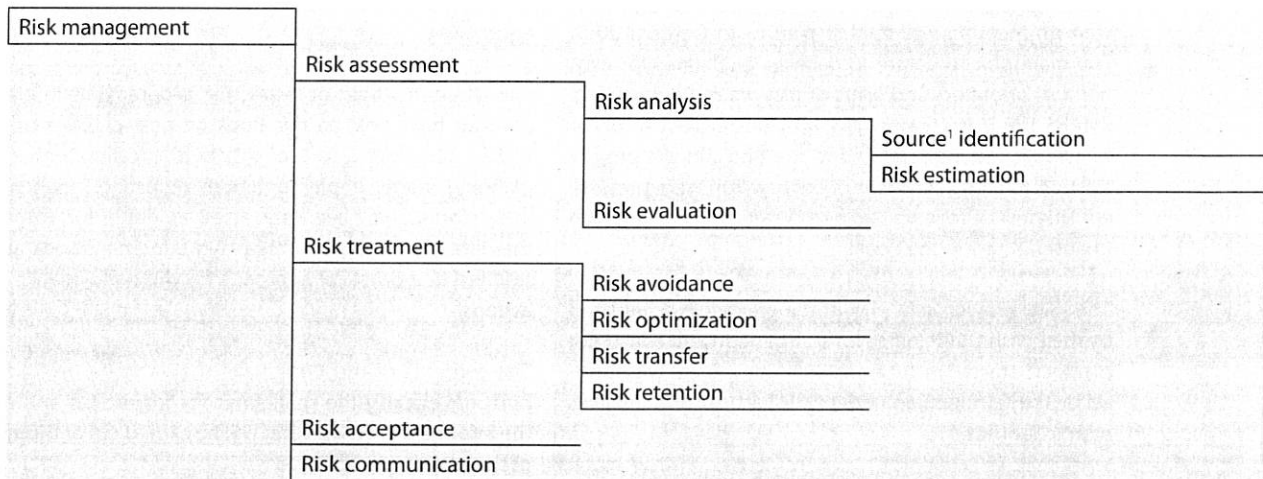 Risk management
Risk assessment
Risk analysis
Source¹ identification
Risk estimation
Risk evaluation
Risk treatment
Risk avoidance
Risk optimization
Risk transfer
Risk retention
Risk acceptance
Risk communication